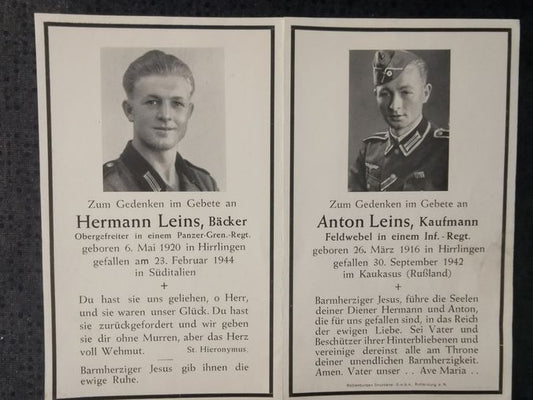 Zum Gedenken im Gebete an
Hermann Leins, Bäcker
Obergefreiter in einem Panzer-Gren.-Regt.
geboren 6. Mai 1920 in Hirrlingen
gefallen am 23. Februar 1944
in Süditalien
+
Du hast sie uns geliehen, o Herr,
und sie waren unser Glück. Du hast
sie zurückgefordert und wir geben
sie dir ohne Murren, aber das Herz
voll Wehmut. St. Hieronymus.
Barmherziger Jesus gib ihnen die
ewige Ruhe.
Zum Gedenken im Gebete an
Anton Leins, Kaufmann
Feldwebel in einem Inf.-Regt.
geboren 26. März 1916 in Hirrlingen
gefallen 30. September 1942
im Kaukasus (Rußland)
+
Barmherziger Jesus, führe die Seelen
deiner Diener Hermann und Anton,
die für uns gefallen sind, in das Reich
der ewigen Liebe. Sei Vater und
Beschützer ihrer Hinterbliebenen und
vereinige dereinst alle am Throne
deiner unendlichen Barmherzigkeit.
Amen. Vater unser . . Ave Maria . .
Rottenburger Druckerei G.m.b.H. Rottenburg a. N.